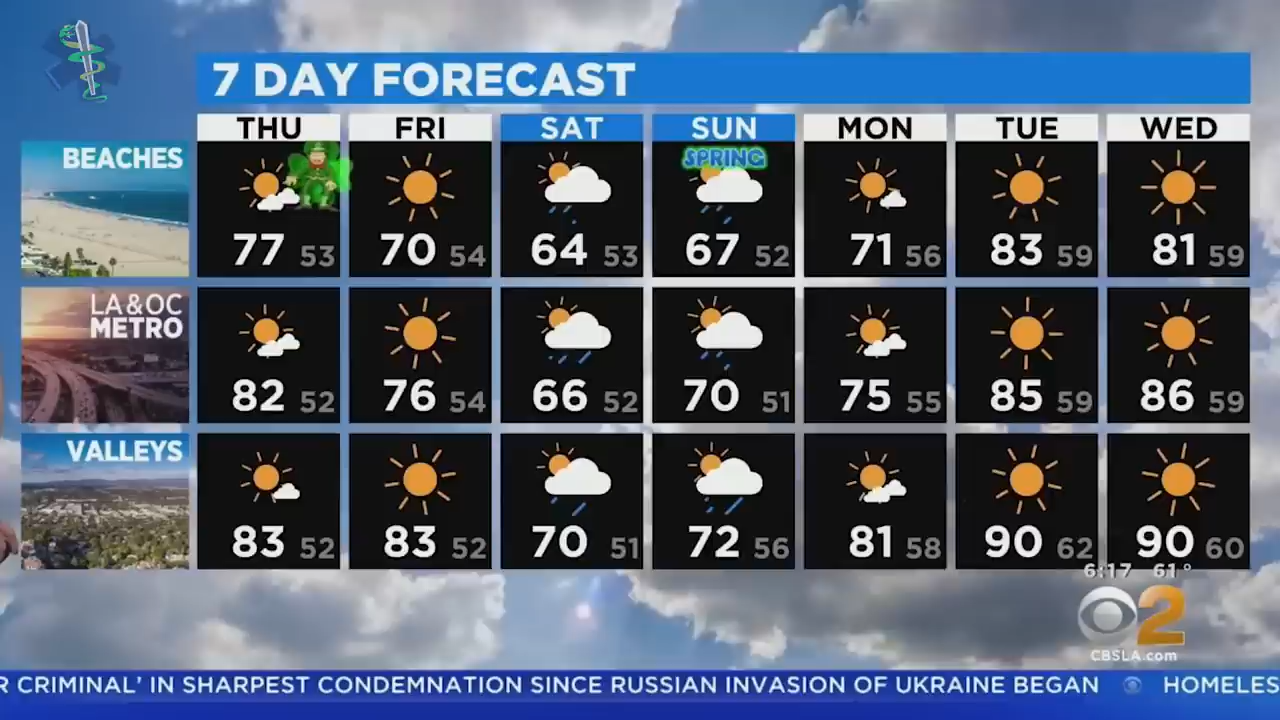 7 DAY FORECAST
THU FRI SAT SUN MON TUE WED
BEACHES
SPRING
77 53 70 54 64 53 67 52 71 56 83 59 81 59
LA&OC
METRO
82 52 76 54 66 52 70 51 75 55 85 59 86 59
VALLEYS
83 52 83 52 70 51 72 56 81 58 90 62 90 60
6:17 61°
2
CBSLA.com
R CRIMINAL' IN SHARPEST CONDEMNATION SINCE RUSSIAN INVASION OF UKRAINE BEGAN HOMELES